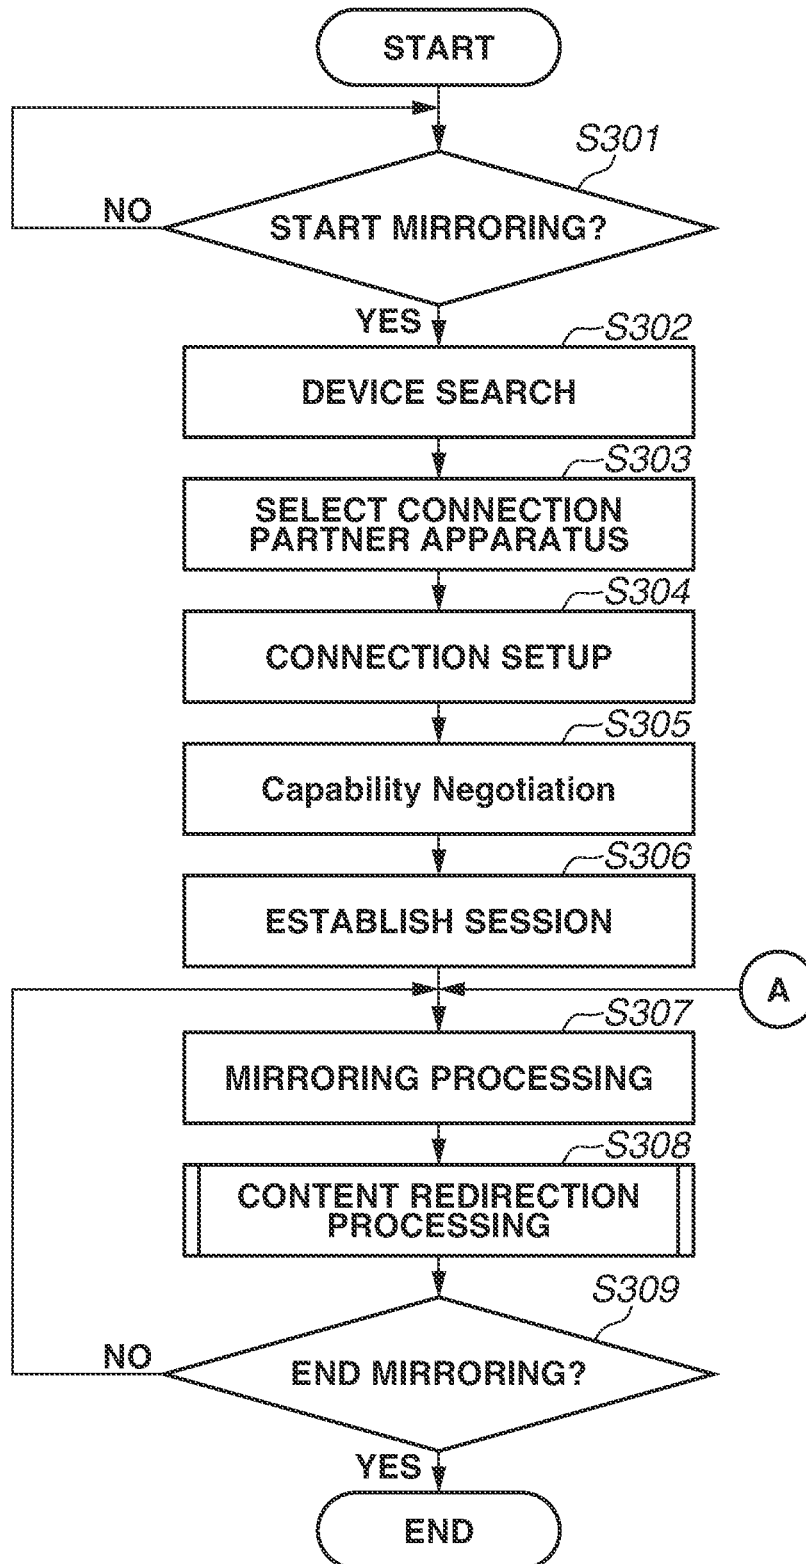 START
S301
NO
START MIRRORING?
YES
S302
DEVICE SEARCH
S303
SELECT CONNECTION
PARTNER APPARATUS
S304
CONNECTION SETUP
S305
Capability Negotiation
S306
ESTABLISH SESSION
A
S307
MIRRORING PROCESSING
S308
CONTENT REDIRECTION
PROCESSING
S309
NO
END MIRRORING?
YES
END